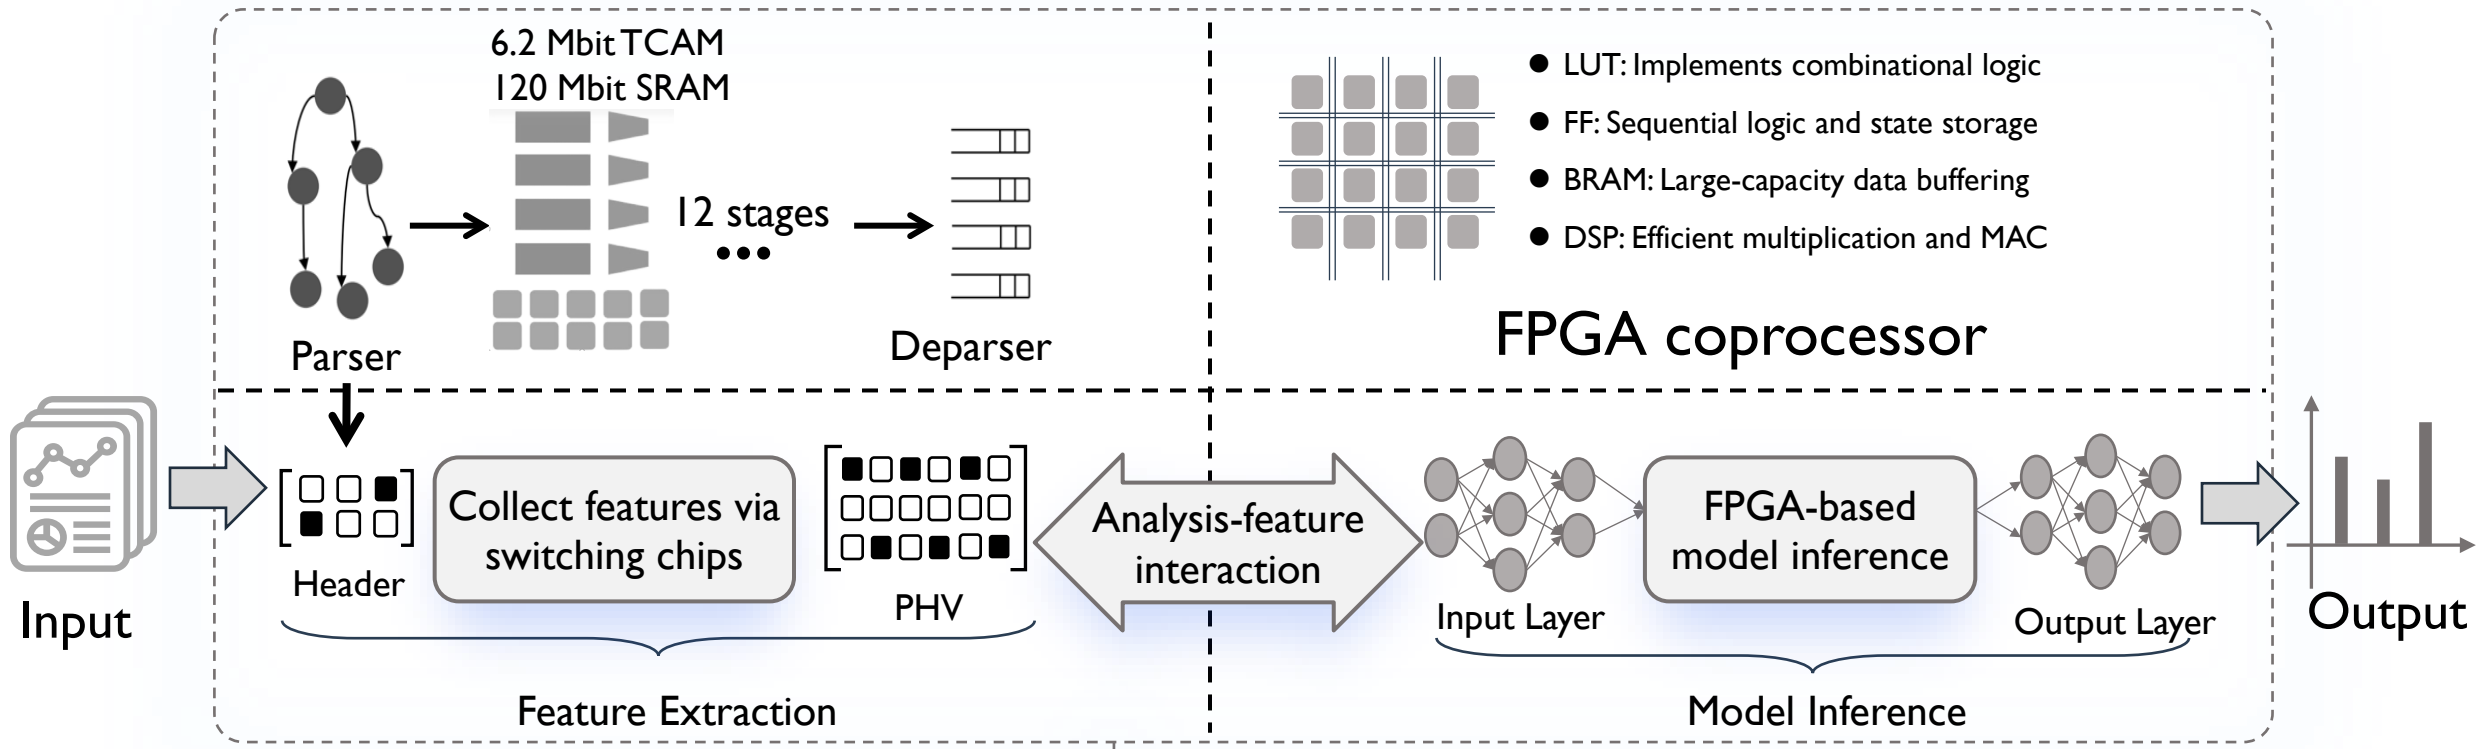 6.2 Mbit TCAM
120 Mbit SRAM
12 stages
Parser
Deparser
LUT: Implements combinational logic
FF: Sequential logic and state storage
BRAM: Large-capacity data buffering
DSP: Efficient multiplication and MAC
FPGA coprocessor
Input
Header
Collect features via
switching chips
PHV
Feature Extraction
Analysis-feature
interaction
Input Layer
FPGA-based
model inference
Output Layer
Model Inference
Output